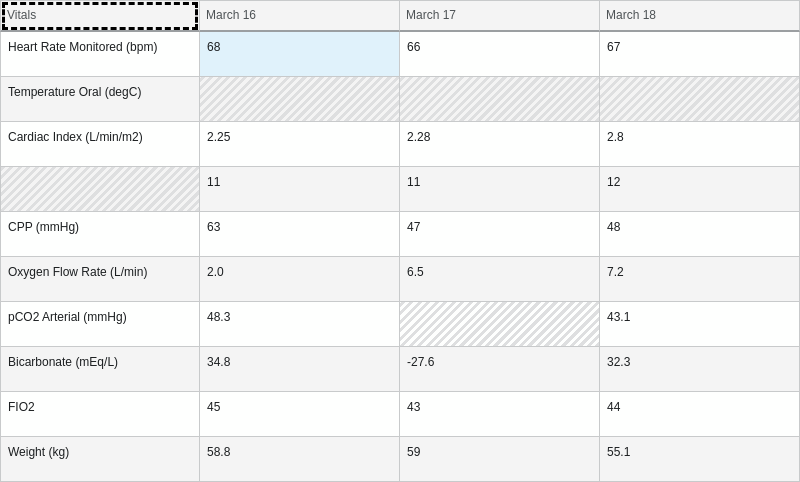 Vitals March 16 March 17 March 18
Heart Rate Monitored (bpm) 68 66 67
Temperature Oral (degC)
Cardiac Index (L/min/m2) 2.25 2.28 2.8
11 11 12
CPP (mmHg) 63 47 48
Oxygen Flow Rate (L/min) 2.0 6.5 7.2
pCO2 Arterial (mmHg) 48.3 43.1
Bicarbonate (mEq/L) 34.8 -27.6 32.3
FIO2 45 43 44
Weight (kg) 58.8 59 55.1